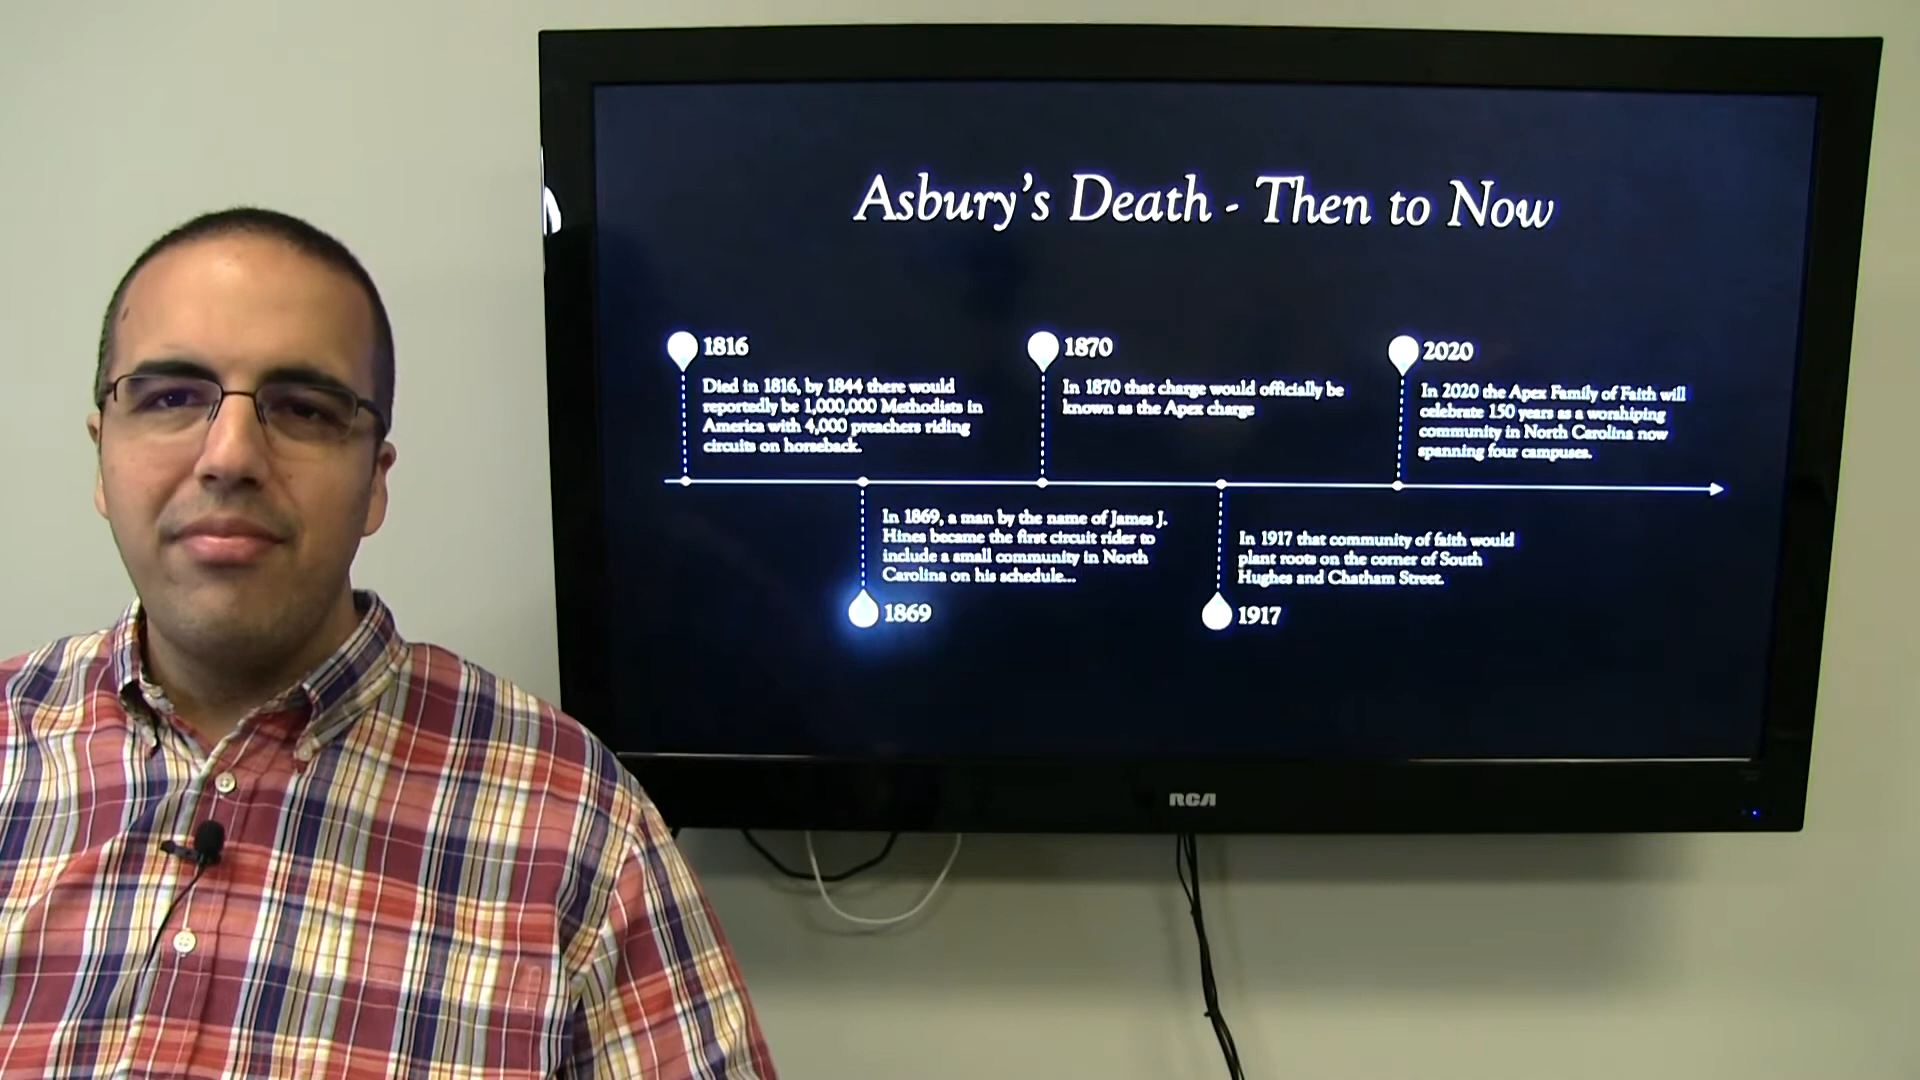 Asbury's Death - Then to Now
1816
Died in 1816, by 1844 there would
reportedly be 1,000,000 Methodists in
America with 4,000 preachers riding
circuits on horseback.
1870
In 1870 that charge would officially be
known as the Apex charge
2020
In 2020 the Apex Family of Faith will
celebrate 150 years as a worshiping
community in North Carolina now
spanning four campuses.
In 1869, a man by the name of James J.
Hines became the first circuit rider to
include a small community in North
Carolina on his schedule...
1869
In 1917 that community of faith would
plant roots on the corner of South
Hughes and Chatham Street.
1917
RCA